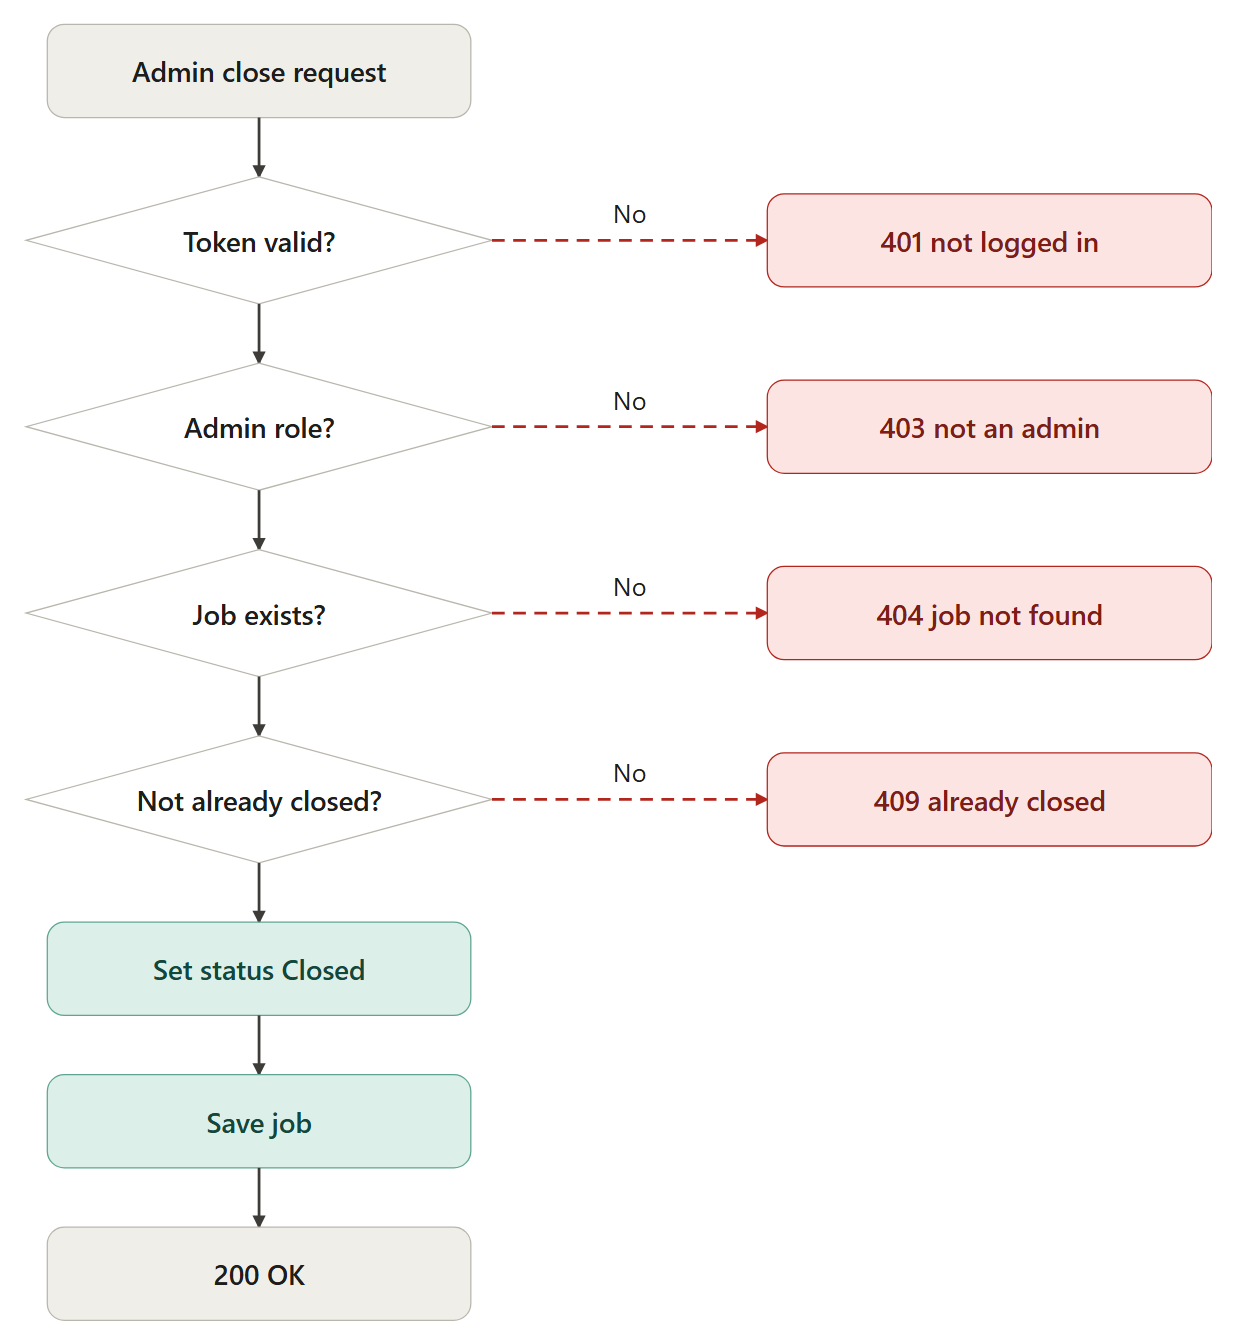 Admin close request
Token valid?
No
401 not logged in
Admin role?
No
403 not an admin
Job exists?
No
404 job not found
Not already closed?
No
409 already closed
Set status Closed
Save job
200 OK